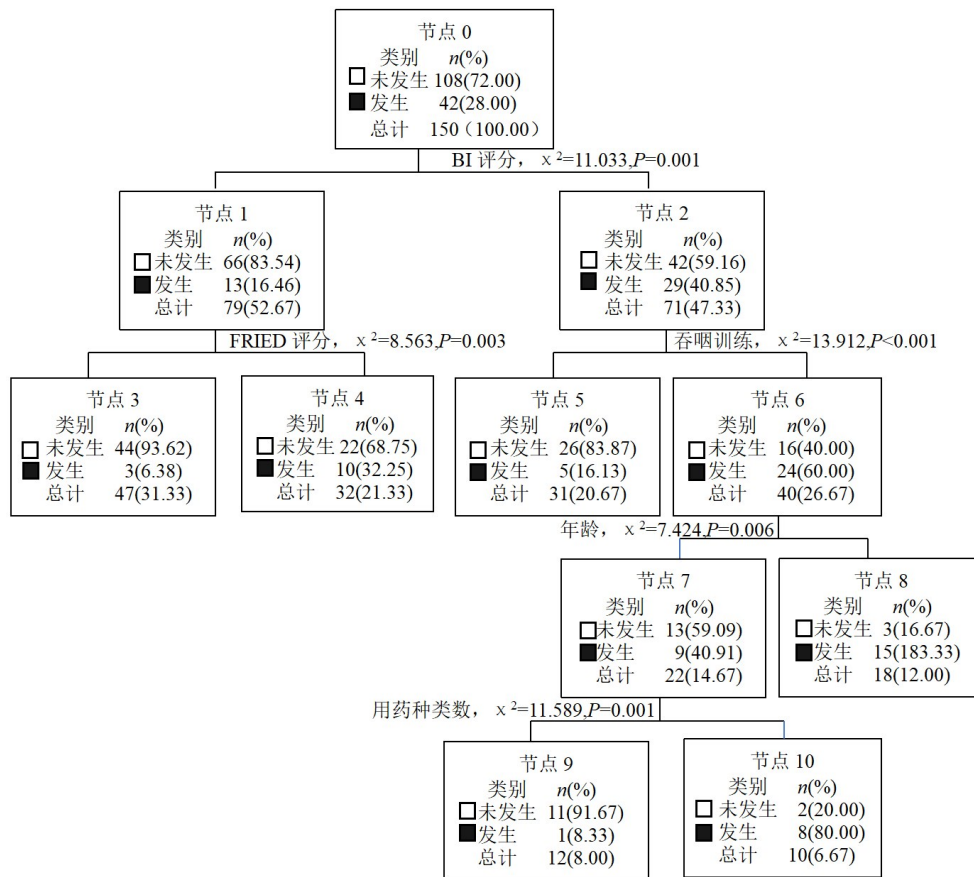 节点 0
类别 n(%)
未发生 108(72.00)
发生 42(28.00)
总计 150（100.00）
BI 评分， χ²=11.033,P=0.001
节点 1
类别 n(%)
未发生 66(83.54)
发生 13(16.46)
总计 79(52.67)
节点 2
类别 n(%)
未发生 42(59.16)
发生 29(40.85)
总计 71(47.33)
FRIED 评分， χ²=8.563,P=0.003
吞咽训练， χ²=13.912,P<0.001
节点 3
类别 n(%)
未发生 44(93.62)
发生 3(6.38)
总计 47(31.33)
节点 4
类别 n(%)
未发生 22(68.75)
发生 10(32.25)
总计 32(21.33)
节点 5
类别 n(%)
未发生 26(83.87)
发生 5(16.13)
总计 31(20.67)
节点 6
类别 n(%)
未发生 16(40.00)
发生 24(60.00)
总计 40(26.67)
年龄， χ²=7.424,P=0.006
节点 7
类别 n(%)
未发生 13(59.09)
发生 9(40.91)
总计 22(14.67)
节点 8
类别 n(%)
未发生 3(16.67)
发生 15(183.33)
总计 18(12.00)
用药种类数， χ²=11.589,P=0.001
节点 9
类别 n(%)
未发生 11(91.67)
发生 1(8.33)
总计 12(8.00)
节点 10
类别 n(%)
未发生 2(20.00)
发生 8(80.00)
总计 10(6.67)